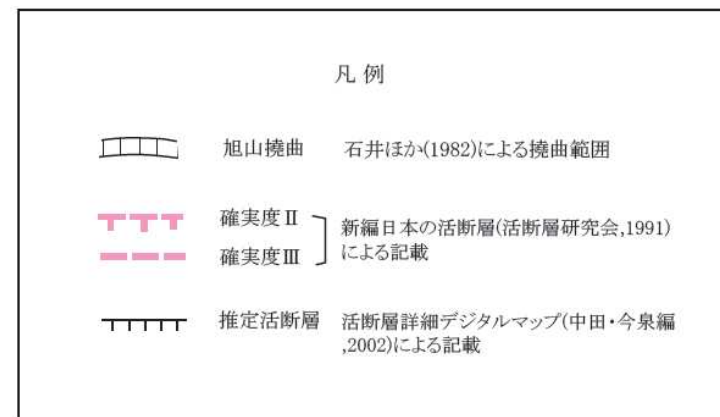 凡 例
旭山撓曲 石井ほか(1982)による撓曲範囲
確実度Ⅱ
新編日本の活断層(活断層研究会,1991)
による記載
確実度Ⅲ
推定活断層 活断層詳細デジタルマップ(中田・今泉編
,2002)による記載